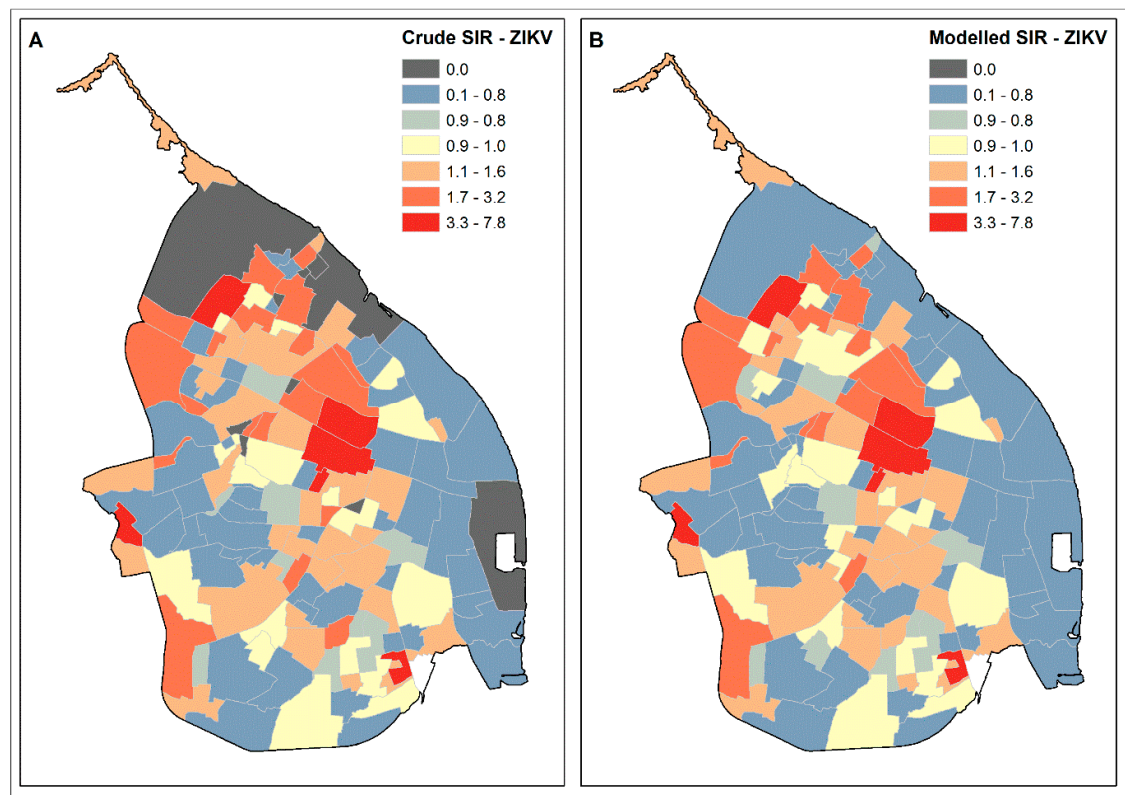 A
Crude SIR - ZIKV
0.0
0.1 - 0.8
0.9 - 0.8
0.9 - 1.0
1.1 - 1.6
1.7 - 3.2
3.3 - 7.8
B
Modelled SIR - ZIKV
0.0
0.1 - 0.8
0.9 - 0.8
0.9 - 1.0
1.1 - 1.6
1.7 - 3.2
3.3 - 7.8